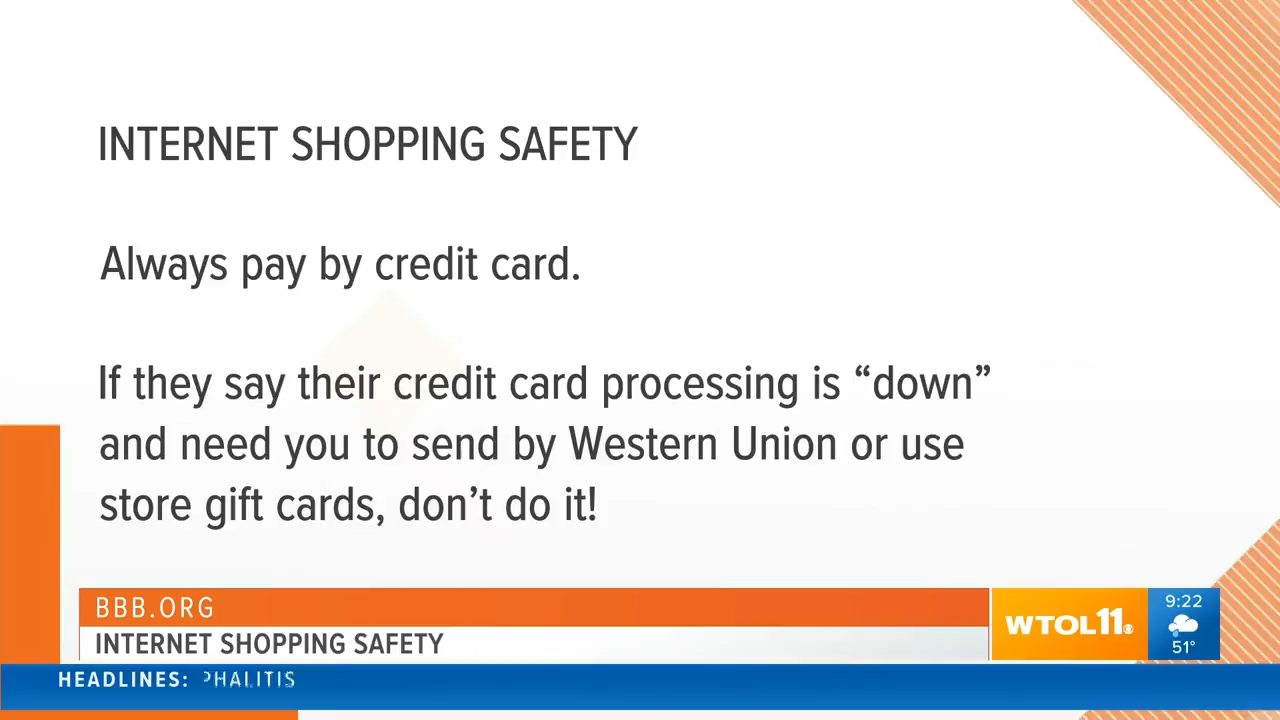 INTERNET SHOPPING SAFETY
Always pay by credit card.
If they say their credit card processing is “down”
and need you to send by Western Union or use
store gift cards, don’t do it!
BBB.ORG
INTERNET SHOPPING SAFETY
WTOL11
9:22
51°
HEADLINES: